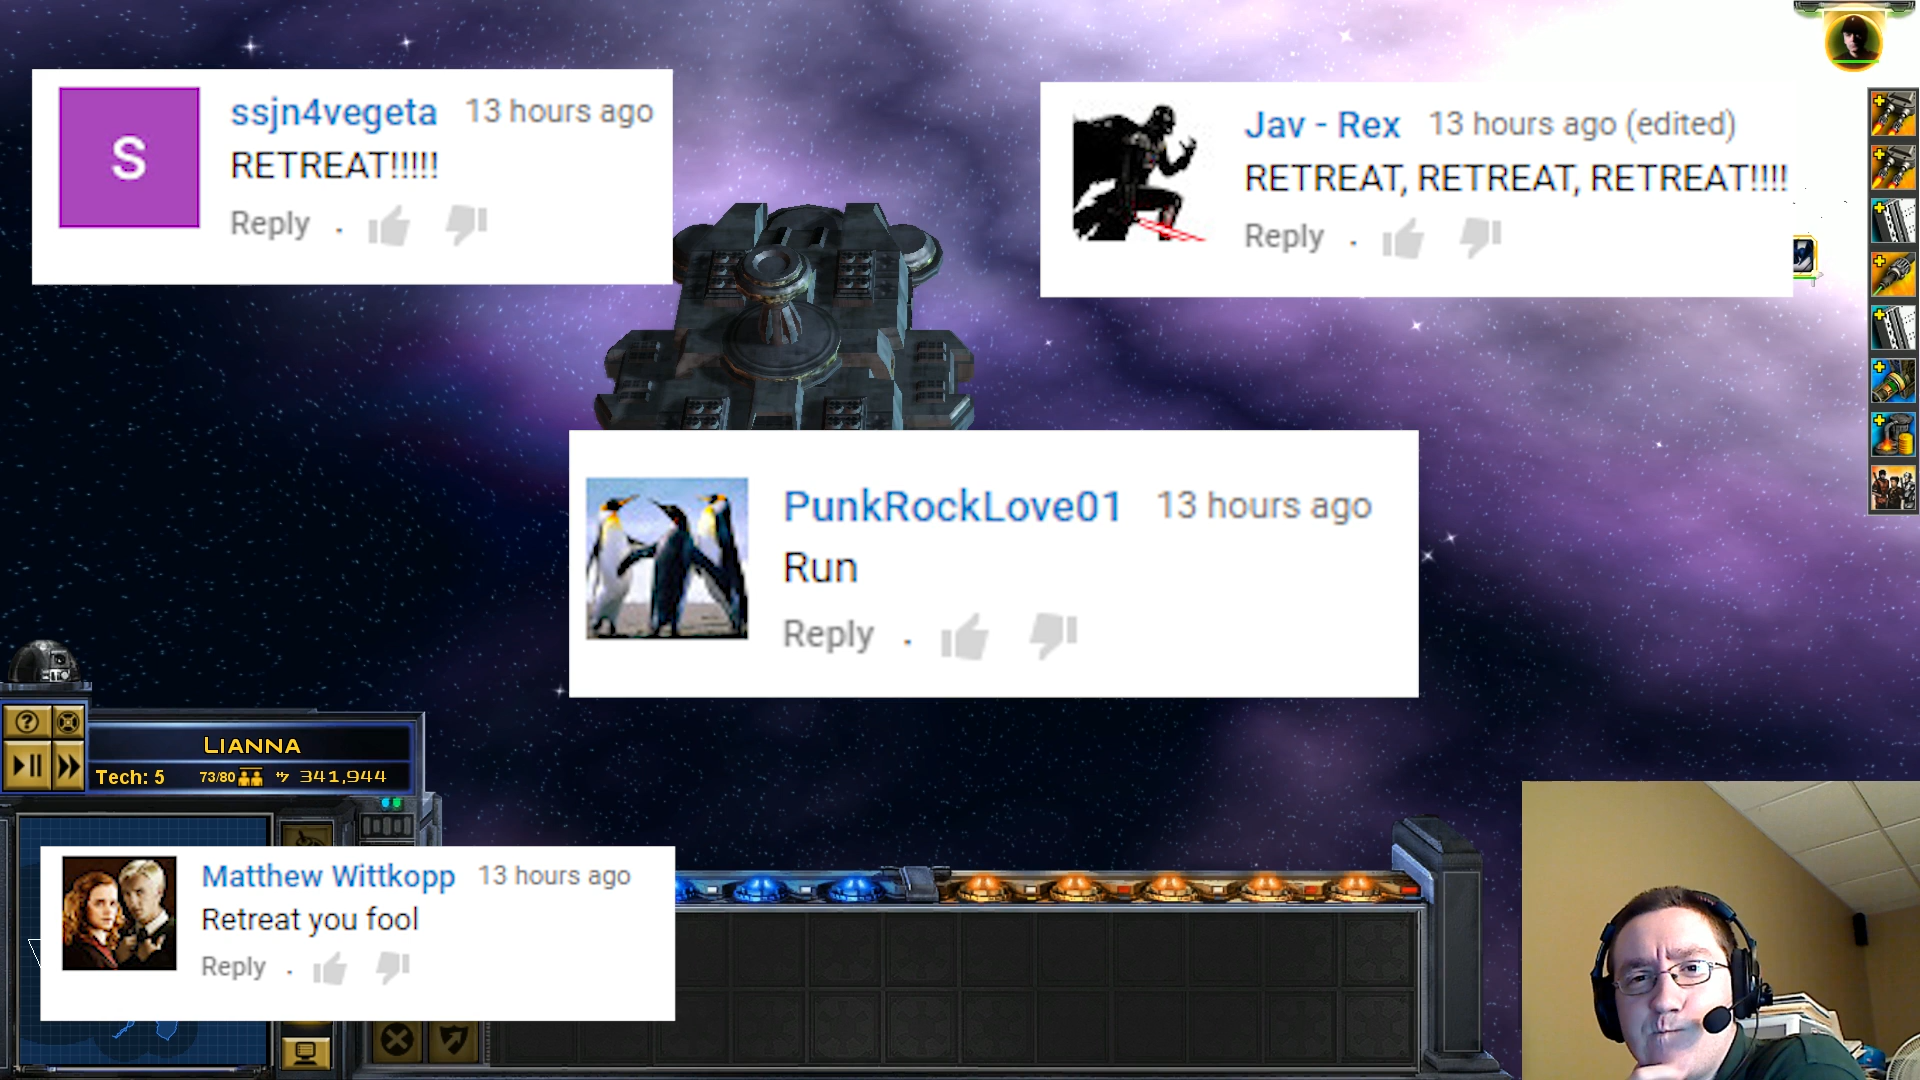 S
ssjn4vegeta 13 hours ago
RETREAT!!!!!
Reply .
Jav - Rex 13 hours ago (edited)
RETREAT, RETREAT, RETREAT!!!!
Reply .
PunkRockLove01 13 hours ago
Run
Reply .
LIANNA
Tech: 5 73/80 341,944
Matthew Wittkopp 13 hours ago
Retreat you fool
Reply .